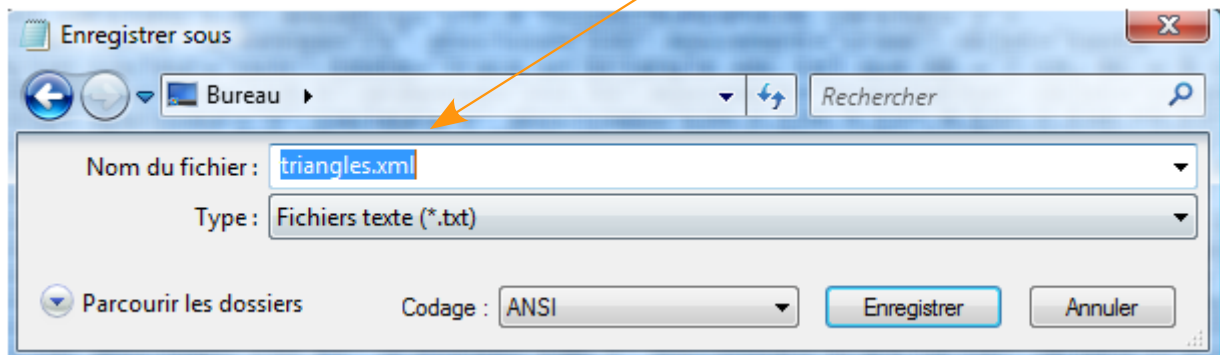 Enregistrer sous
Bureau
Rechercher
Nom du fichier : triangles.xml
Type : Fichiers texte (*.txt)
Parcourir les dossiers Codage : ANSI Enregistrer Annuler